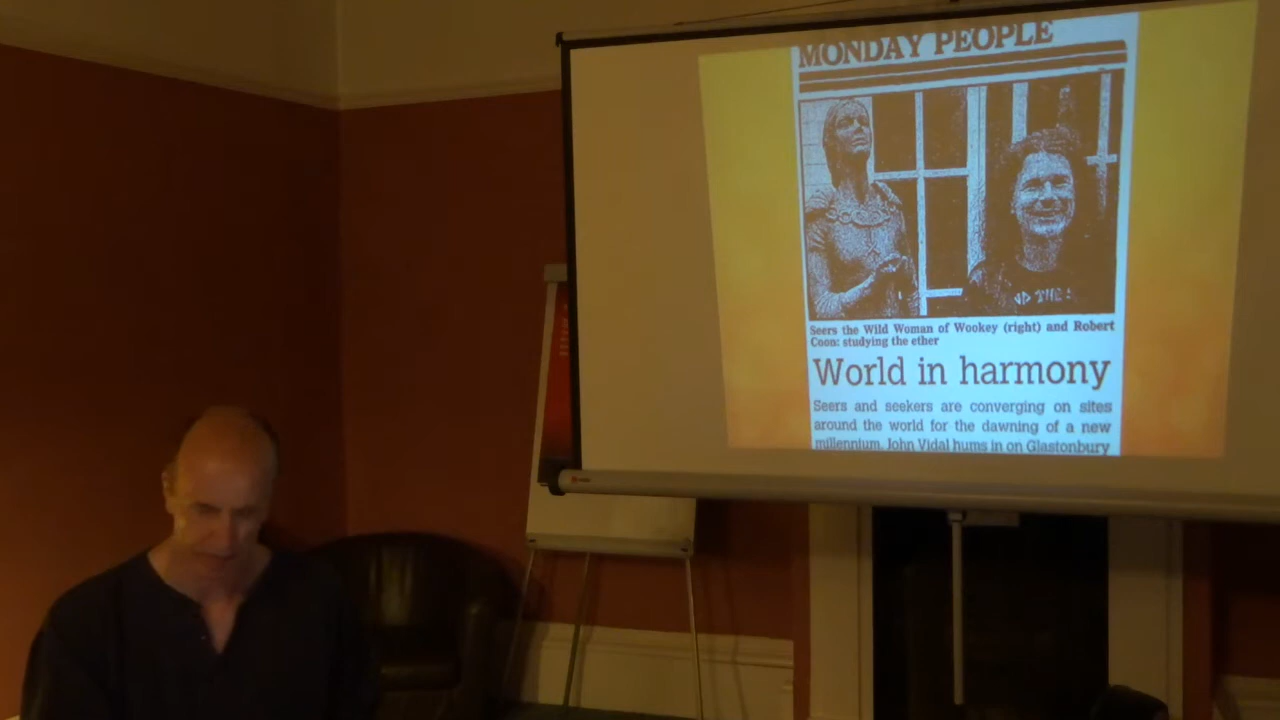 MONDAY PEOPLE
Seers the Wild Woman of Wookey (right) and Robert
Coon: studying the ether
World in harmony
Seers and seekers are converging on sites
around the world for the dawning of a new
millennium. John Vidal hums in on Glastonbury